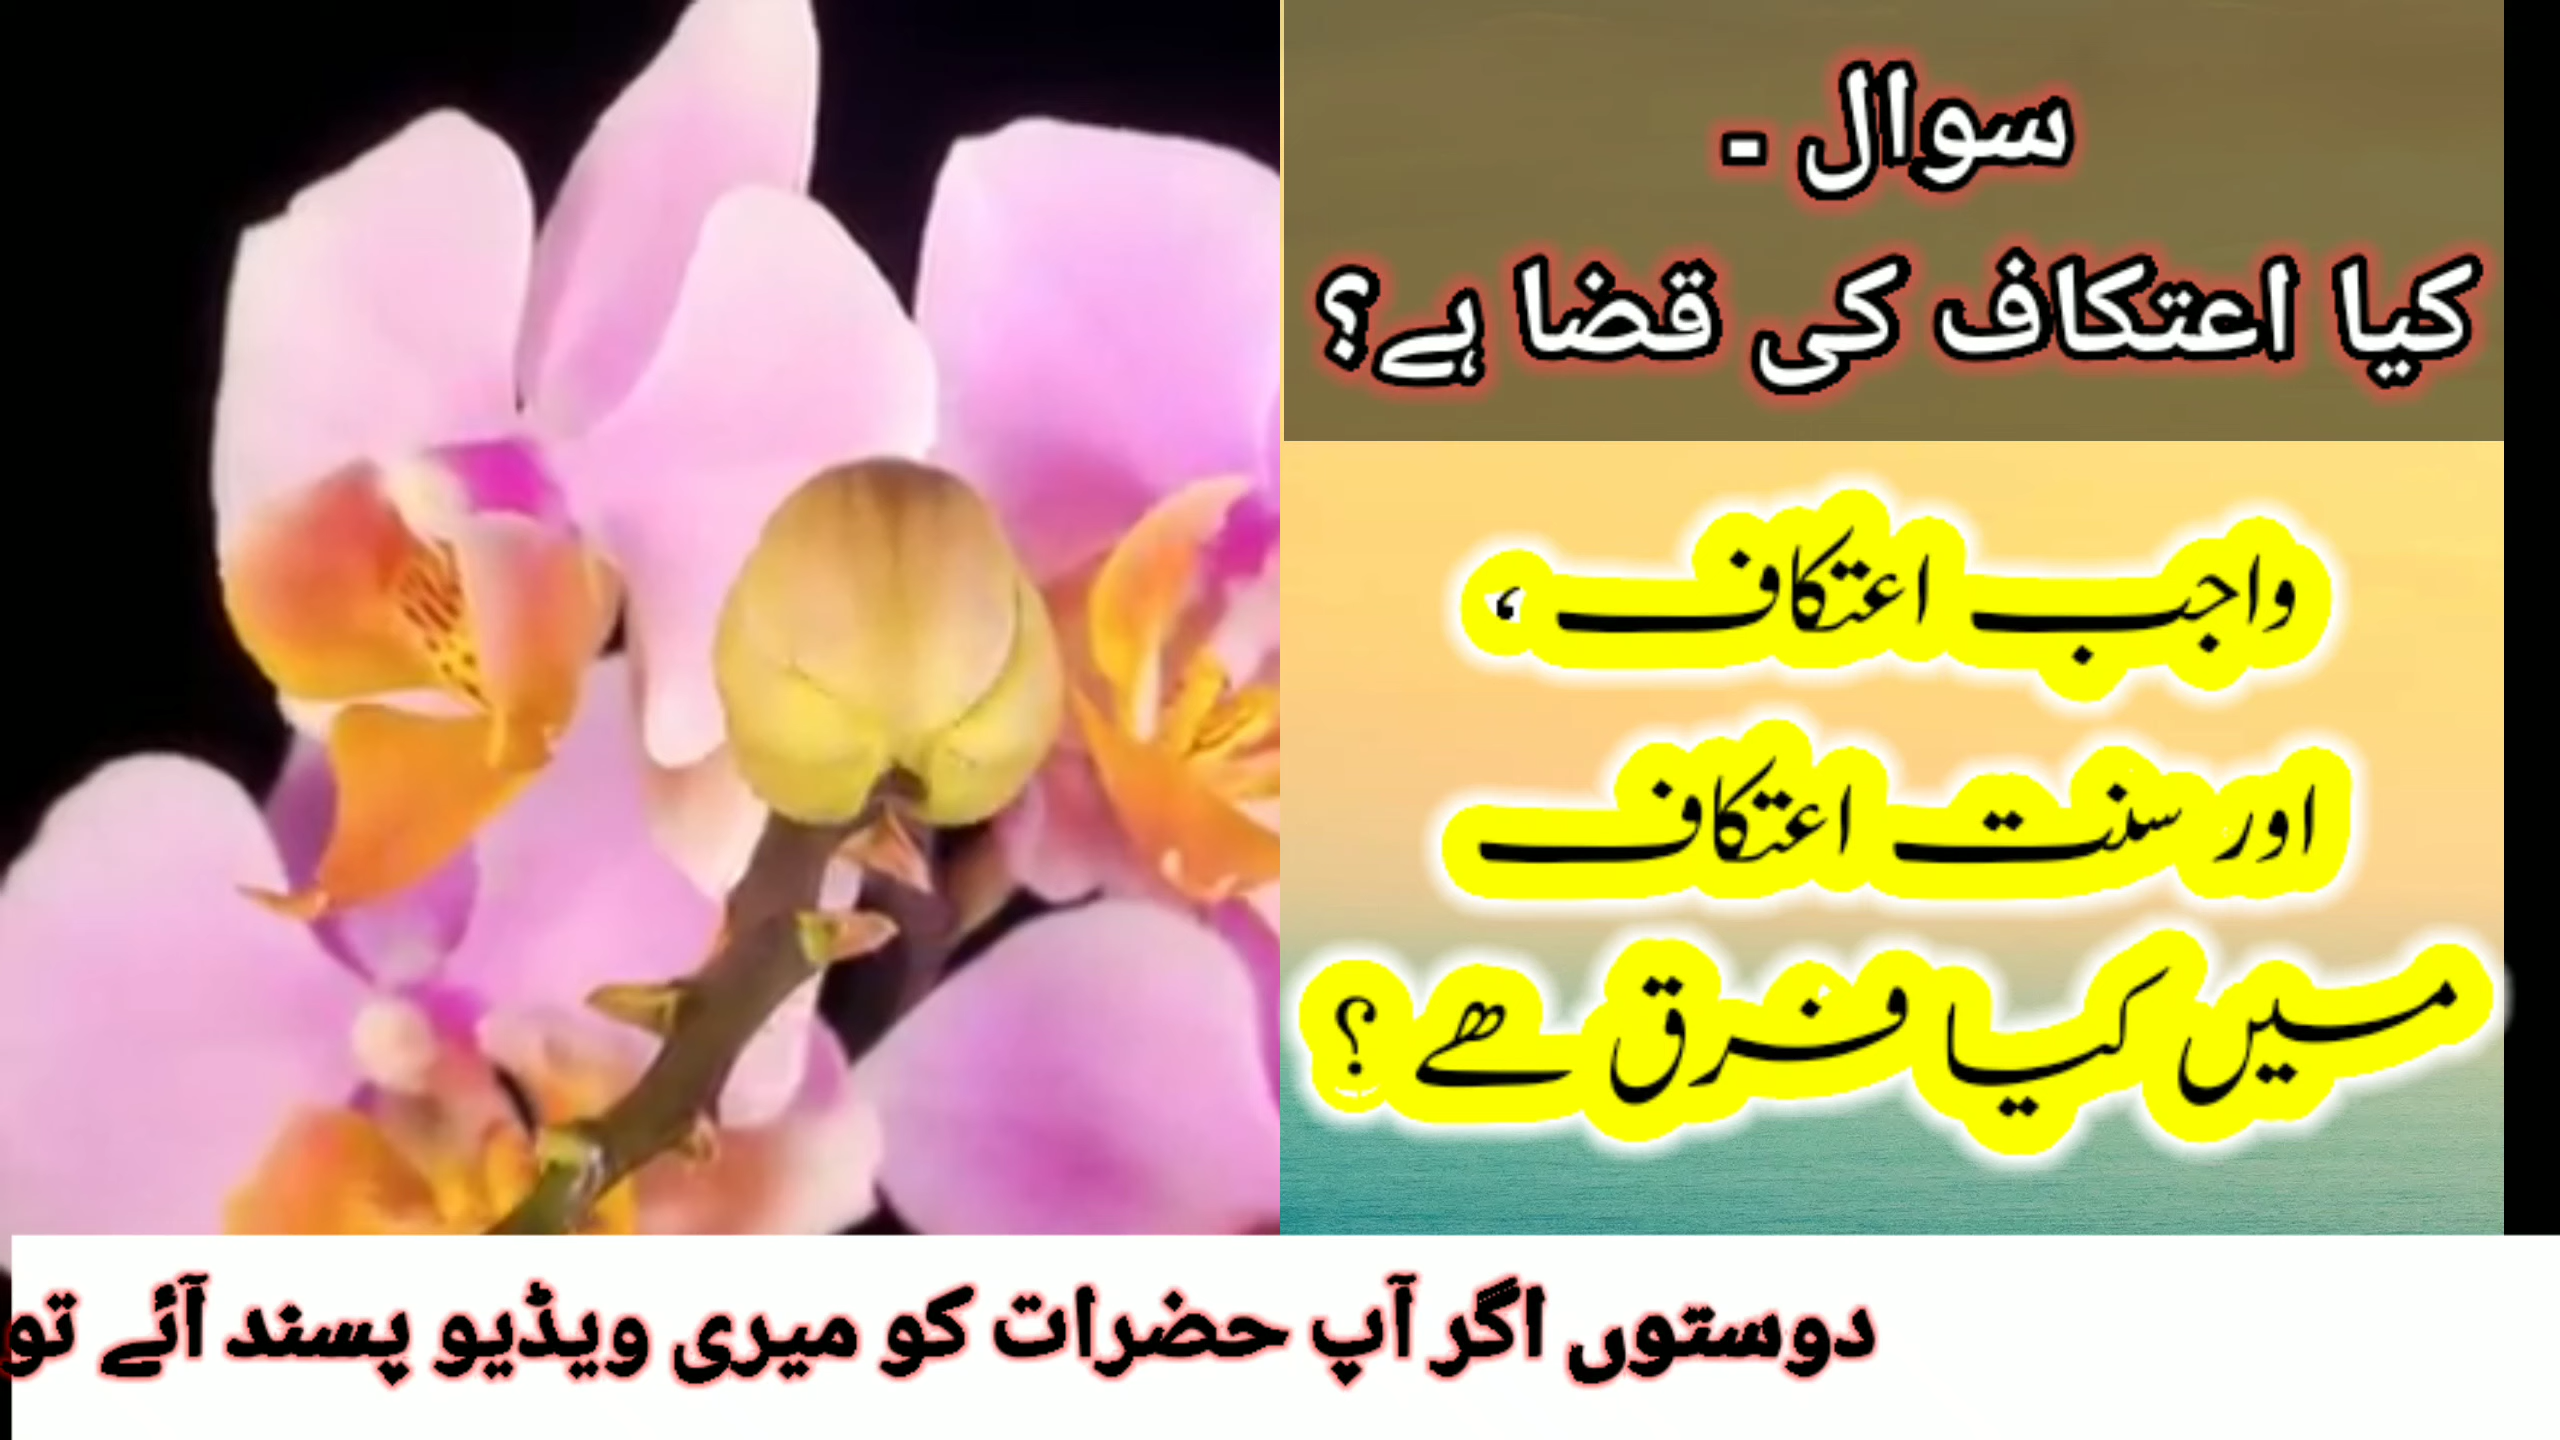 سوال -
کیا اعتکاف کی قضا ہے؟
واجب اعتکاف ،
اور سنت اعتکاف
میں کیا فرق ھے ؟
دوستوں اگر آپ حضرات کو میری ویڈیو پسند آئے تو